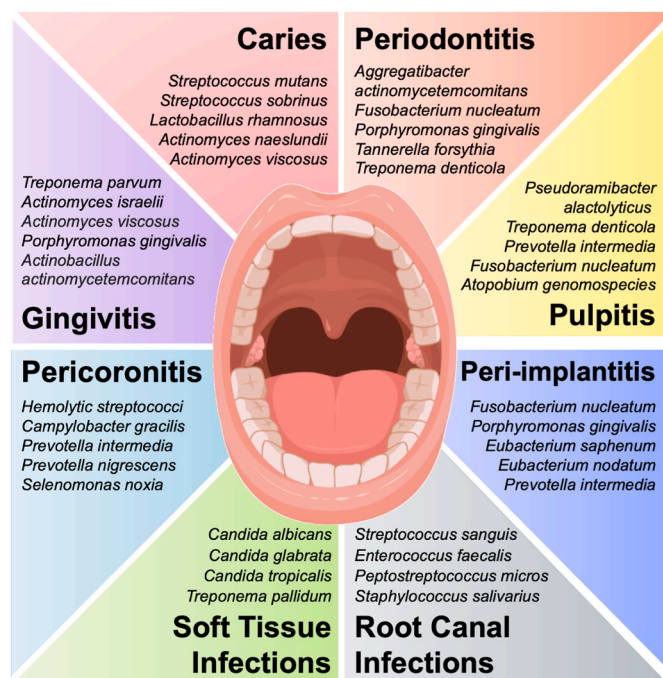 Caries
Streptococcus mutans
Streptococcus sobrinus
Lactobacillus rhamnosus
Actinomyces naeslundii
Actinomyces viscosus
Periodontitis
Aggregatibacter
actinomycetemcomitans
Fusobacterium nucleatum
Porphyromonas gingivalis
Tannerella forsythia
Treponema denticola
Treponema parvum
Actinomyces israelii
Actinomyces viscosus
Porphyromonas gingivalis
Actinobacillus
actinomycetemcomitans
Gingivitis
Pseudoramibacter
alactolyticus
Treponema denticola
Prevotella intermedia
Fusobacterium nucleatum
Atopobium genomospecies
Pulpitis
Pericoronitis
Hemolytic streptococci
Campylobacter gracilis
Prevotella intermedia
Prevotella nigrescens
Selenomonas noxia
Peri-implantitis
Fusobacterium nucleatum
Porphyromonas gingivalis
Eubacterium saphenum
Eubacterium nodatum
Prevotella intermedia
Candida albicans
Candida glabrata
Candida tropicalis
Treponema pallidum
Soft Tissue
Infections
Streptococcus sanguis
Enterococcus faecalis
Peptostreptococcus micros
Staphylococcus salivarius
Root Canal
Infections